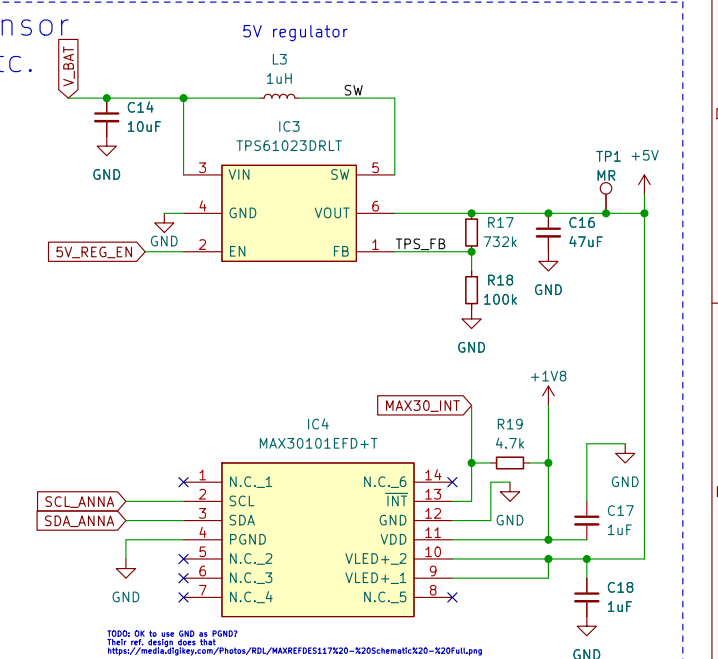 nsor
tc.
5V regulator
V_BAT
L3
1uH
SW
C14
10uF
GND
IC3
TPS61023DRLT
3 VIN SW 5
4 GND VOUT 6
2 EN FB 1
GND
5V_REG_EN
TPS_FB
TP1
MR
+5V
R17
732k
C16
47uF
GND
R18
100k
GND
+1V8
MAX30_INT
R19
4.7k
IC4
MAX30101EFD+T
1 N.C._1 N.C._6 14
2 SCL INT 13
3 SDA GND 12
4 PGND VDD 11
5 N.C._2 VLED+_2 10
6 N.C._3 VLED+_1 9
7 N.C._4 N.C._5 8
SCL_ANNA
SDA_ANNA
GND
GND
GND
C17
1uF
C18
1uF
GND
TODO: OK to use GND as PGND?
Their ref. design does that
https://media.digikey.com/Photos/RDL/MAXREFDES117%20-%20Schematic%20-%20Full.png